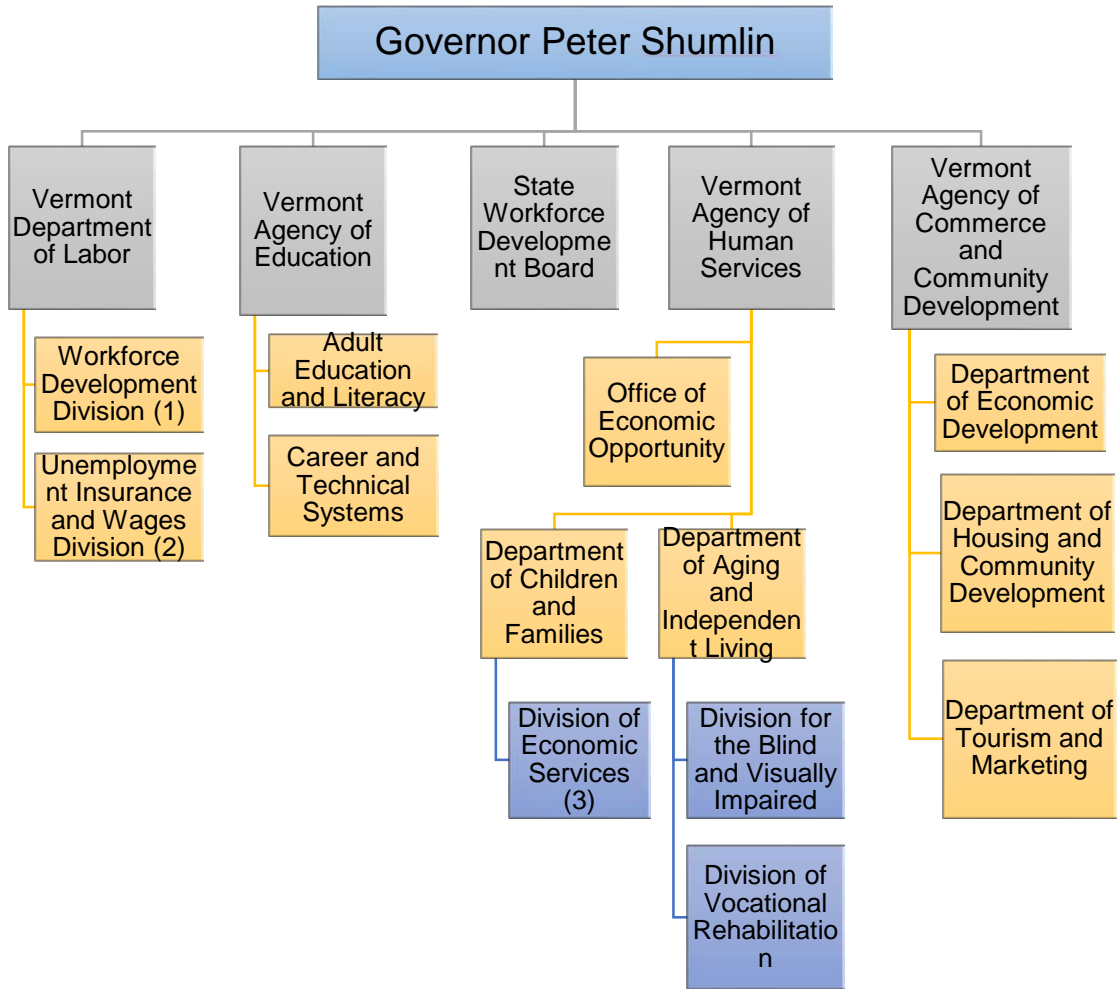 Governor Peter Shumlin
Vermont
Department
of Labor
Workforce
Development
Division (1)
Unemployme
nt Insurance
and Wages
Division (2)
Vermont
Agency of
Education
Adult
Education
and Literacy
Career and
Technical
Systems
State
Workforce
Developme
nt Board
Vermont
Agency of
Human
Services
Office of
Economic
Opportunity
Department
of Children
and
Families
Division of
Economic
Services
(3)
Department
of Aging
and
Independen
t Living
Division for
the Blind
and Visually
Impaired
Division of
Vocational
Rehabilitatio
n
Vermont
Agency of
Commerce
and
Community
Development
Department
of Economic
Development
Department of
Housing and
Community
Development
Department of
Tourism and
Marketing